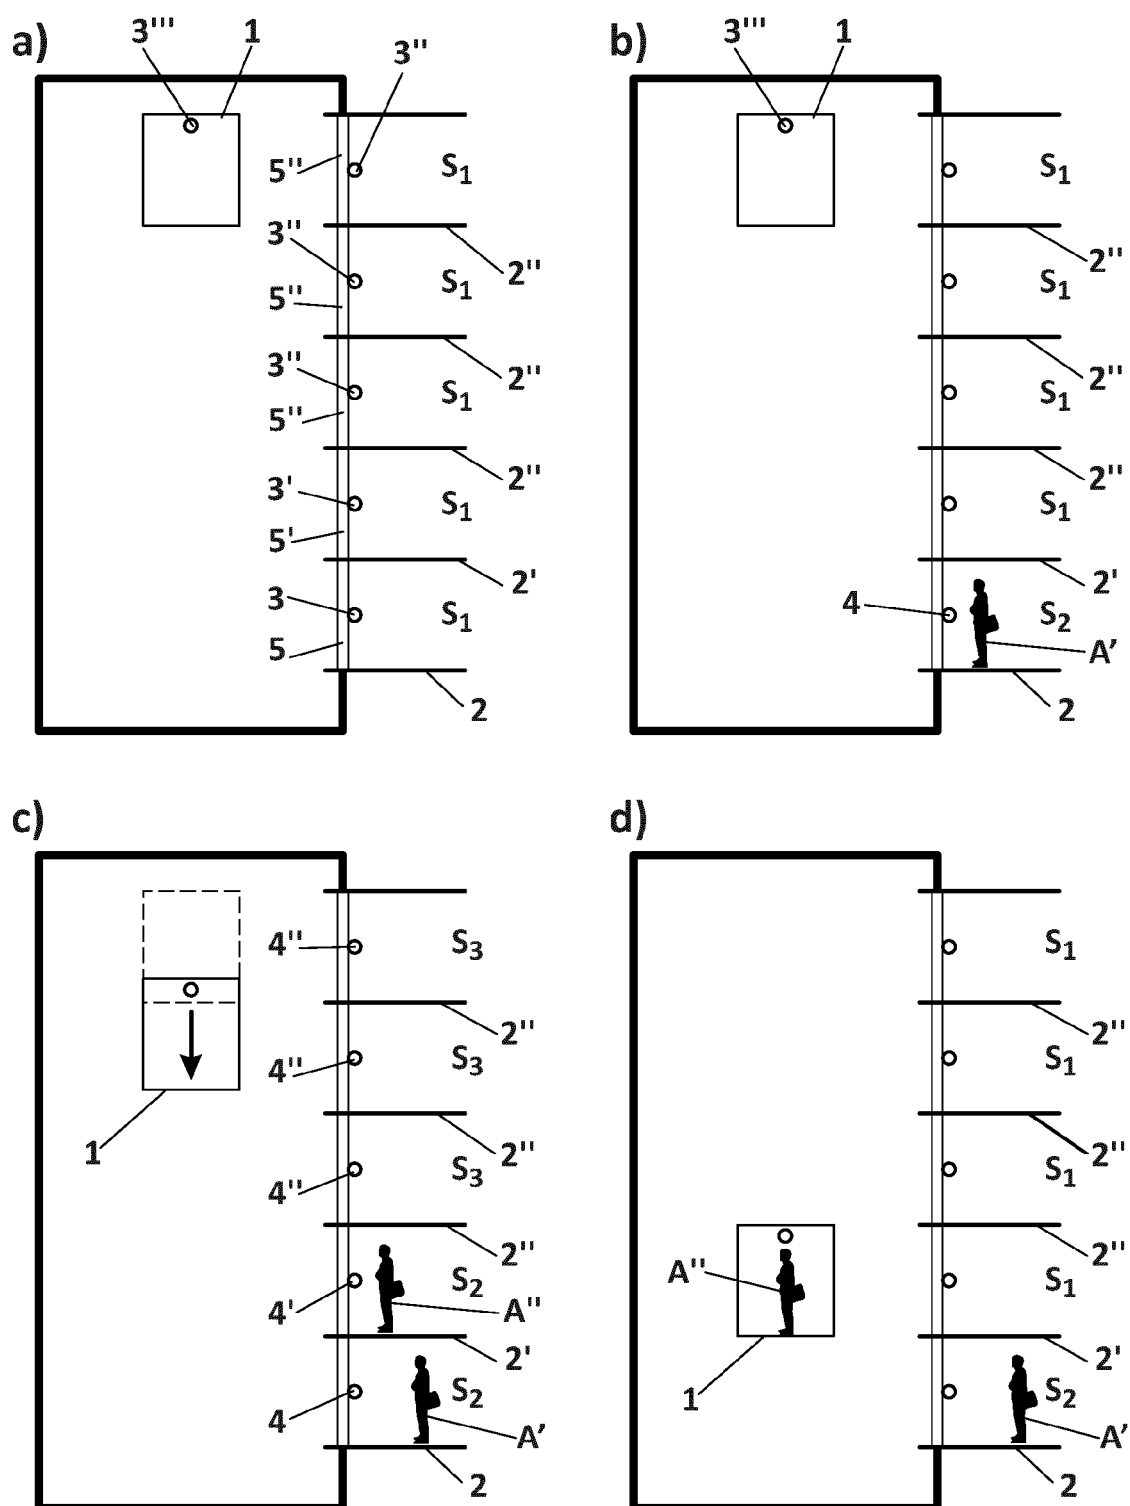 a)
3''' 1
3''
5'' S1
3''
2''
S1
5''
3'' 2''
S1
5''
2''
3' S1
5'
2'
3 S1
5
2
b)
3''' 1
S1
2''
S1
2''
S1
2''
S1
2'
4 S2
A’
2
c)
4'' S3
2''
4'' S3
1 2''
4'' S3
2''
S2
4' A''
2'
S2
4 A’
2
d)
S1
2''
S1
2''
S1
2''
A'' S1
2'
1 S2
A’
2